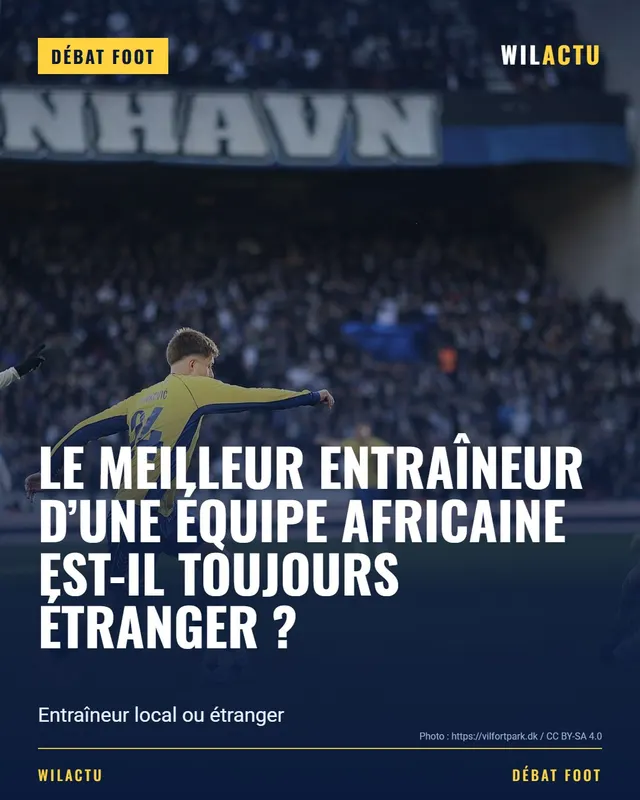 DÉBAT FOOT
WILACTU
NHAVN
LE MEILLEUR ENTRAÎNEUR
D'UNE ÉQUIPE AFRICAINE
EST-IL TOUJOURS
ÉTRANGER ?
Entraîneur local ou étranger
Photo : https://vilfortpark.dk / CC BY-SA 4.0
WILACTU
DÉBAT FOOT